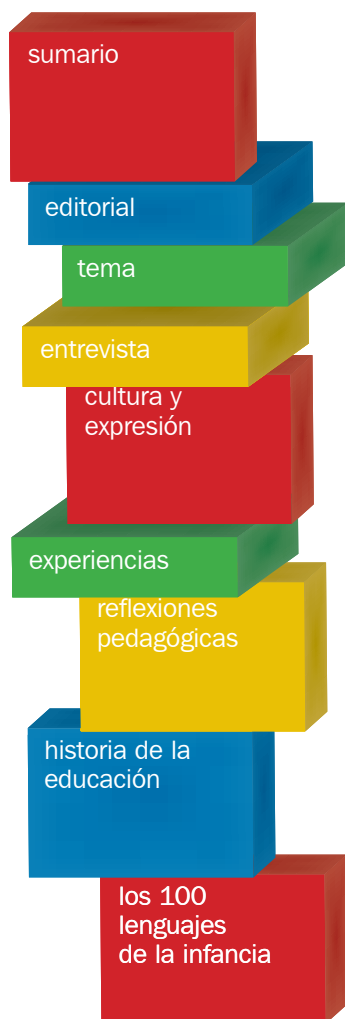 sumario
editorial
tema
entrevista
cultura y
expresión
experiencias
reflexiones
pedagógicas
historia de la
educación
los 100
lenguajes
de la infancia